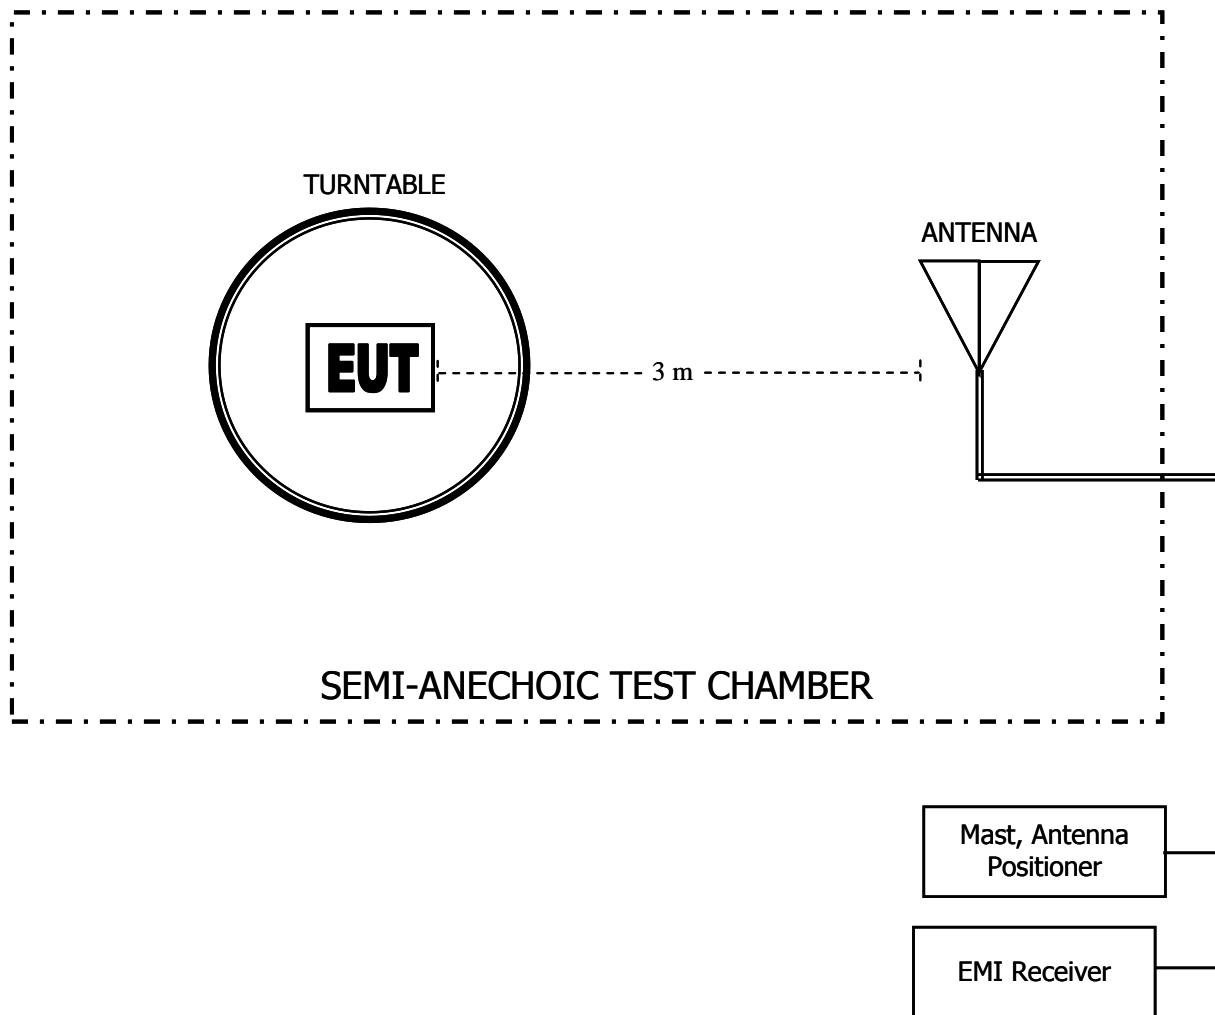 TURNTABLE
ANTENNA
EUT
3 m
SEMI-ANECHOIC TEST CHAMBER
Mast, Antenna
Positioner
EMI Receiver